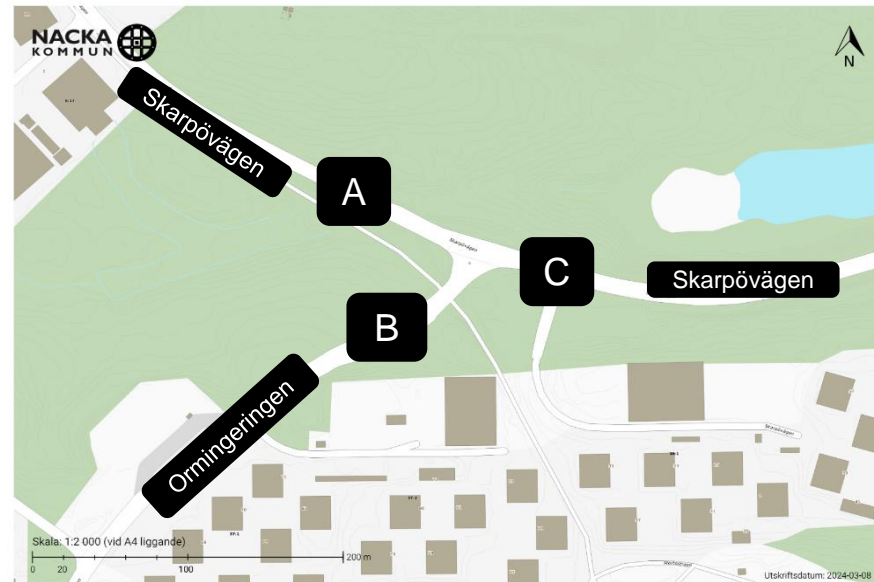 NACKA
KOMMUN
N
Skarpövägen
A
Skarpövägen
C
Skarpövägen
B
Ormingeringen
Skarpövägen
Skala: 1:2 000 (vid A4 liggande)
0 20 100 200 m
Utskriftsdatum: 2024-03-08